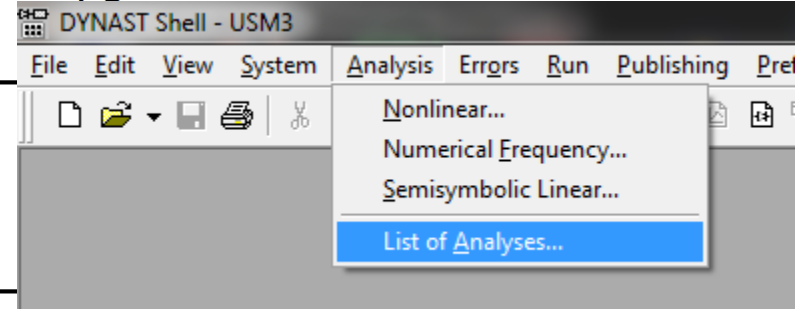 DYNAST Shell - USM3
File Edit View System Analysis Errors Run Publishing
Nonlinear...
Numerical Frequency...
Semisymbolic Linear...
List of Analyses...